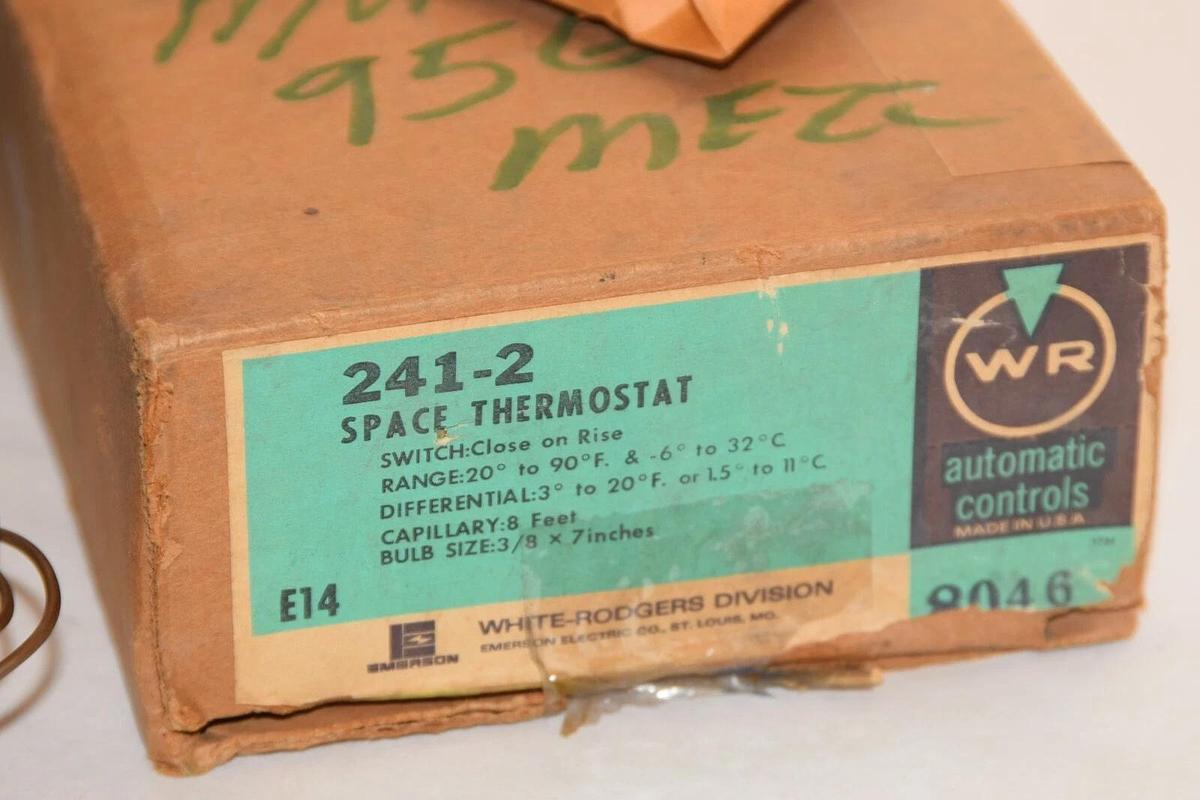 241-2
SPACE THERMOSTAT
SWITCH:Close on Rise
RANGE:20° to 90°F. & -6° to 32°C
DIFFERENTIAL:3° to 20°F. or 1.5° to 11°C
CAPILLARY:8 Feet
BULB SIZE:3/8 × 7inches
E14
EMERSON
WHITE-RODGERS DIVISION
EMERSON ELECTRIC CO., ST. LOUIS, MO.
WR
automatic
controls
MADE IN U.S.A
8046